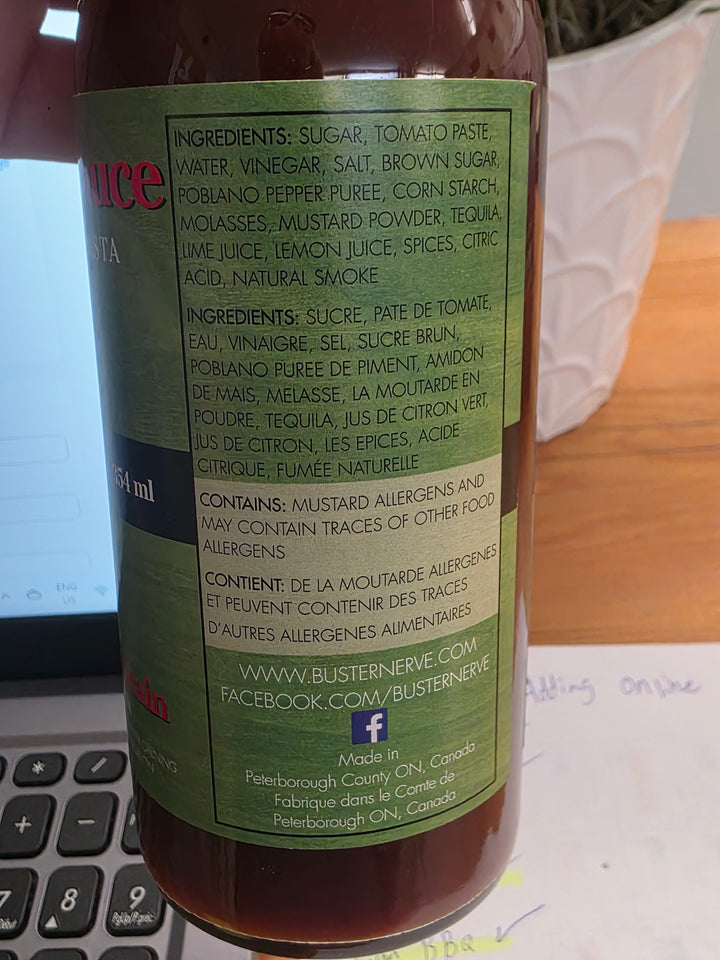 INGREDIENTS: SUGAR, TOMATO PASTE,
WATER, VINEGAR, SALT, BROWN SUGAR,
POBLANO PEPPER PUREE, CORN STARCH,
MOLASSES, MUSTARD POWDER, TEQUILA,
LIME JUICE, LEMON JUICE, SPICES, CITRIC
ACID, NATURAL SMOKE
INGREDIENTS: SUCRE, PATE DE TOMATE,
EAU, VINAIGRE, SEL, SUCRE BRUN,
POBLANO PUREE DE PIMENT, AMIDON
DE MAIS, MELASSE, LA MOUTARDE EN
POUDRE, TEQUILA, JUS DE CITRON VERT,
JUS DE CITRON, LES EPICES, ACIDE
CITRIQUE, FUMÉE NATURELLE
CONTAINS: MUSTARD ALLERGENS AND
MAY CONTAIN TRACES OF OTHER FOOD
ALLERGENS
CONTIENT: DE LA MOUTARDE ALLERGENES
ET PEUVENT CONTENIR DES TRACES
D'AUTRES ALLERGENES ALIMENTAIRES
WWW.BUSTERNERVE.COM
FACEBOOK.COM/BUSTERNERVE
f
Made in
Peterborough County ON, Canada
Fabrique dans le Comte de
Peterborough ON, Canada
354 ml
ENG
US
* /
+ −
7 8 9
Adding online
BBQ